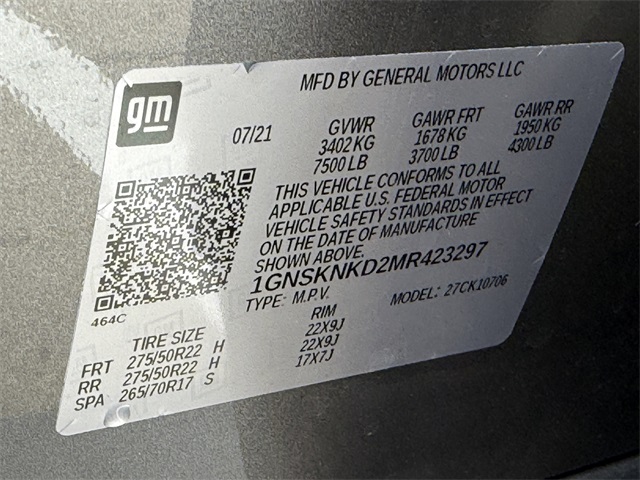 gm
MFD BY GENERAL MOTORS LLC
07/21 GVWR GAWR FRT GAWR RR
3402 KG 1678 KG 1950 KG
7500 LB 3700 LB 4300 LB
THIS VEHICLE CONFORMS TO ALL
APPLICABLE U.S. FEDERAL MOTOR
VEHICLE SAFETY STANDARDS IN EFFECT
ON THE DATE OF MANUFACTURE
SHOWN ABOVE.
1GNSKNKD2MR423297
TYPE: M.P.V. MODEL: 27CK10706
464C
TIRE SIZE RIM
FRT 275/50R22 H 22X9J
RR 275/50R22 H 22X9J
SPA 265/70R17 S 17X7J